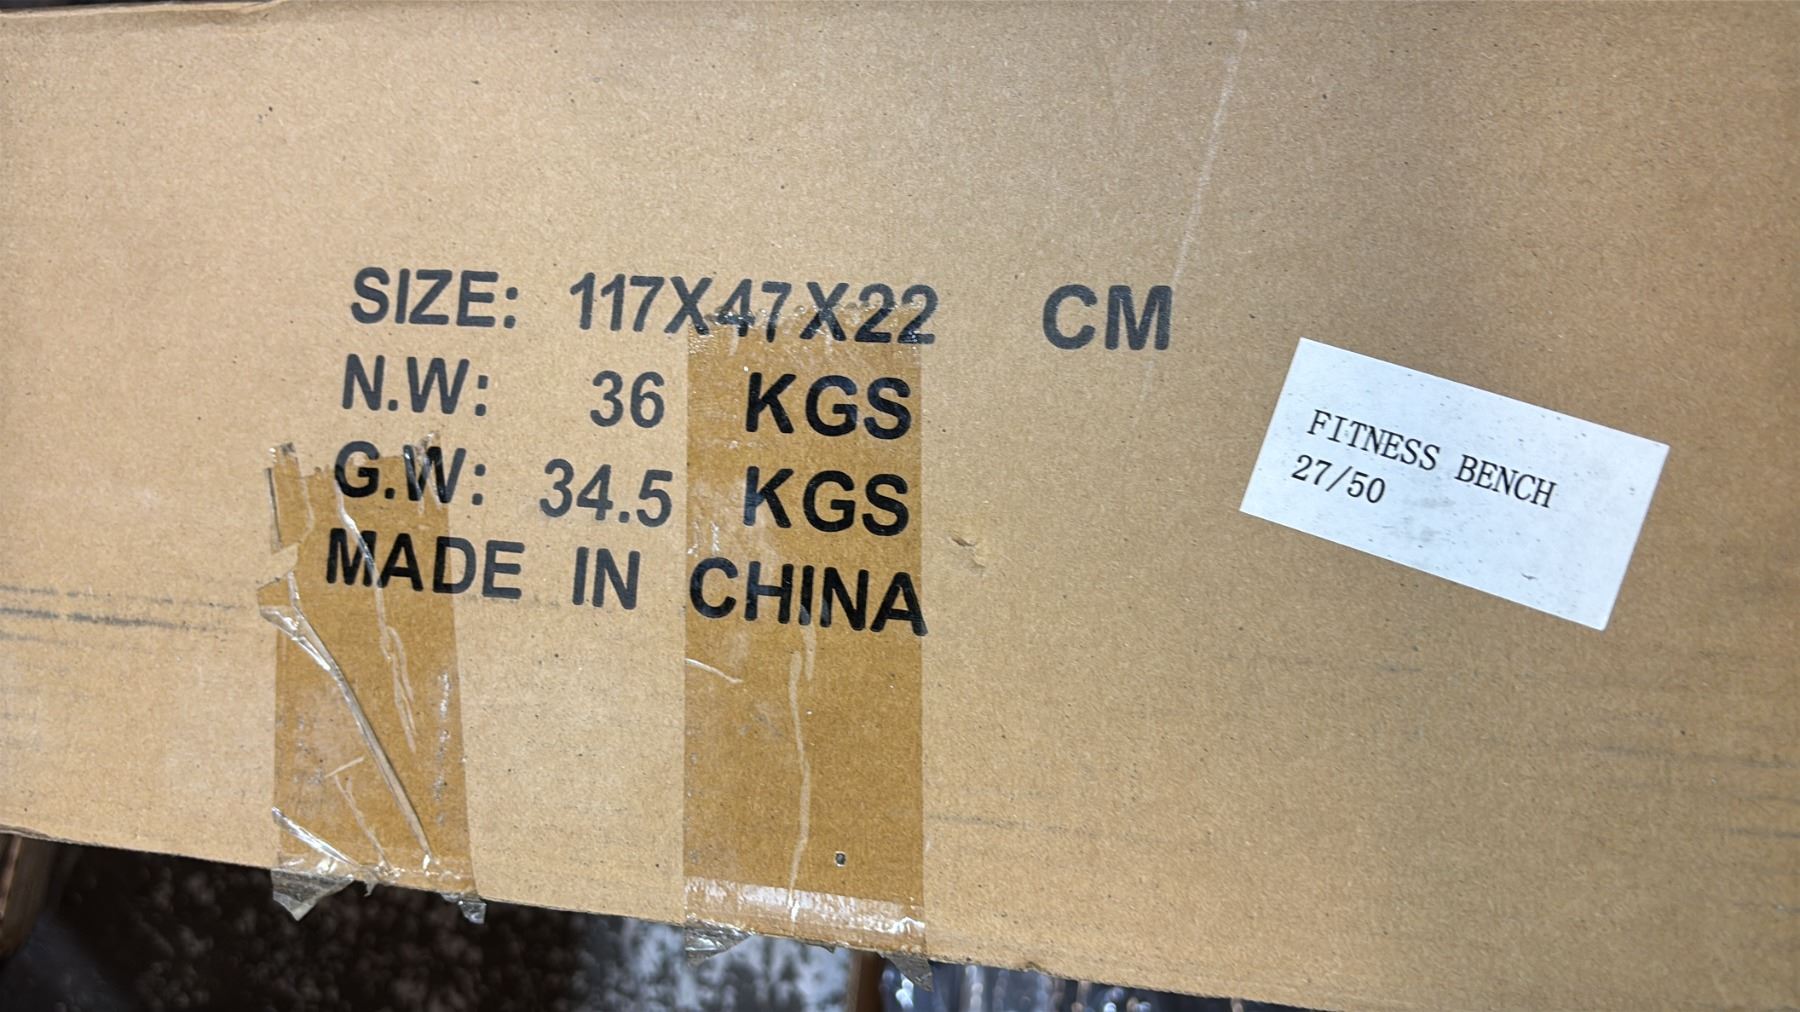 SIZE: 117X47X22 CM
N.W: 36 KGS
G.W: 34.5 KGS
MADE IN CHINA
FITNESS BENCH
27/50